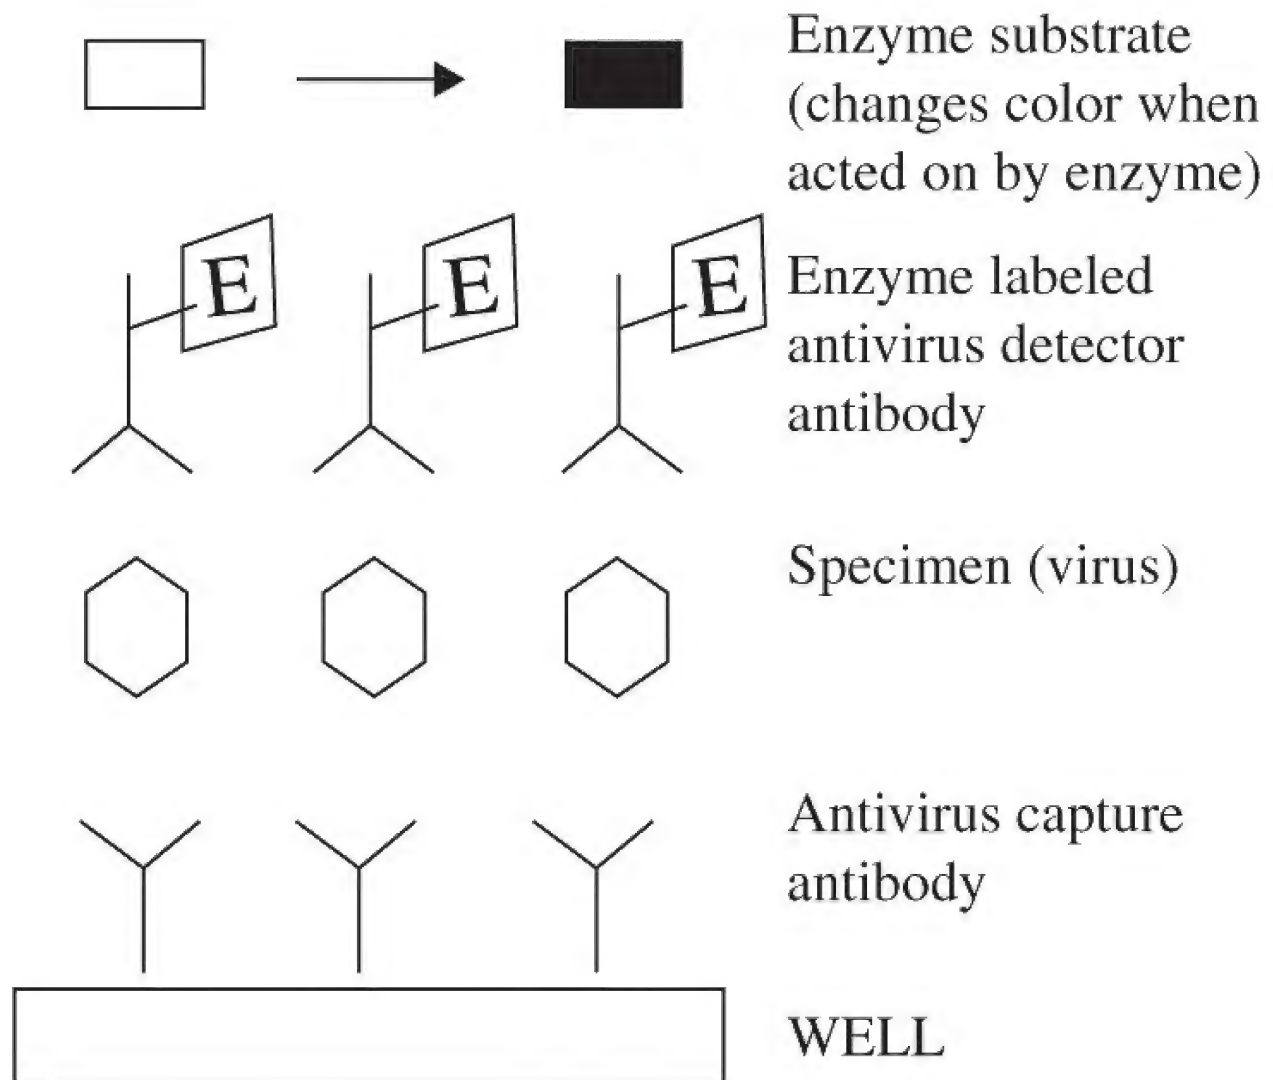 Enzyme substrate
(changes color when
acted on by enzyme)
E E E
Enzyme labeled
antivirus detector
antibody
Specimen (virus)
Antivirus capture
antibody
WELL